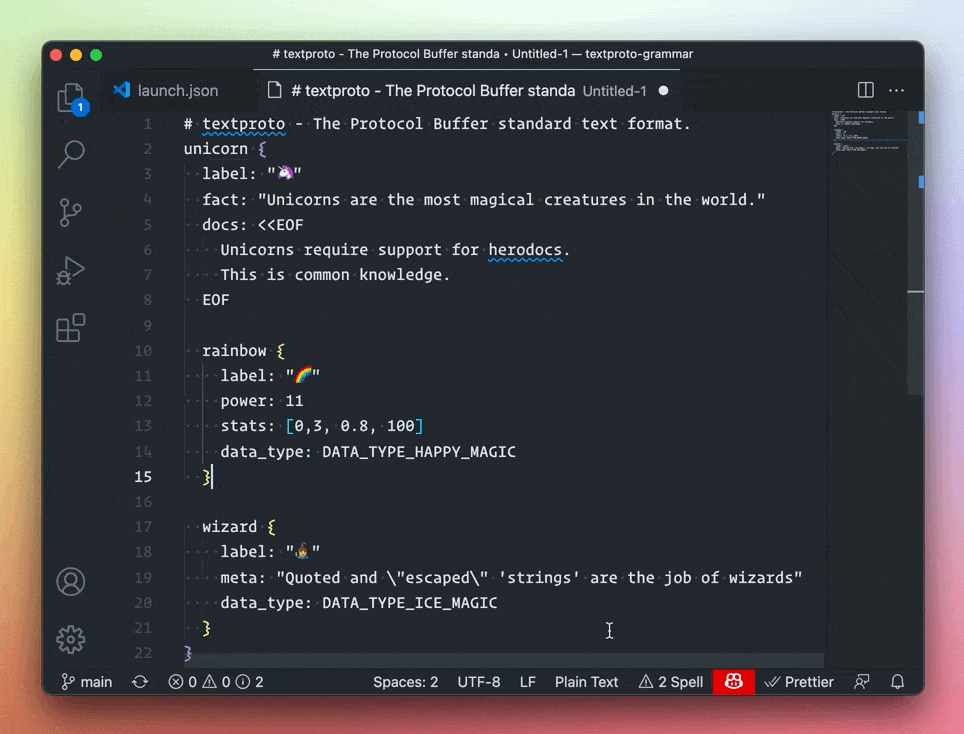 # textproto - The Protocol Buffer standa • Untitled-1 — textproto-grammar
launch.json
# textproto - The Protocol Buffer standa Untitled-1
1
1 # textproto - The Protocol Buffer standard text format.
2 unicorn {
3 label: "🦄"
4 fact: "Unicorns are the most magical creatures in the world."
5 docs: <<EOF
6 Unicorns require support for herodocs.
7 This is common knowledge.
8 EOF
9
10 rainbow {
11 label: "🌈"
12 power: 11
13 stats: [0,3, 0.8, 100]
14 data_type: DATA_TYPE_HAPPY_MAGIC
15 }
16
17 wizard {
18 label: "🧙"
19 meta: "Quoted and \"escaped\" 'strings' are the job of wizards"
20 data_type: DATA_TYPE_ICE_MAGIC
21 }
22 }
main 0 0 2 Spaces: 2 UTF-8 LF Plain Text 2 Spell Prettier